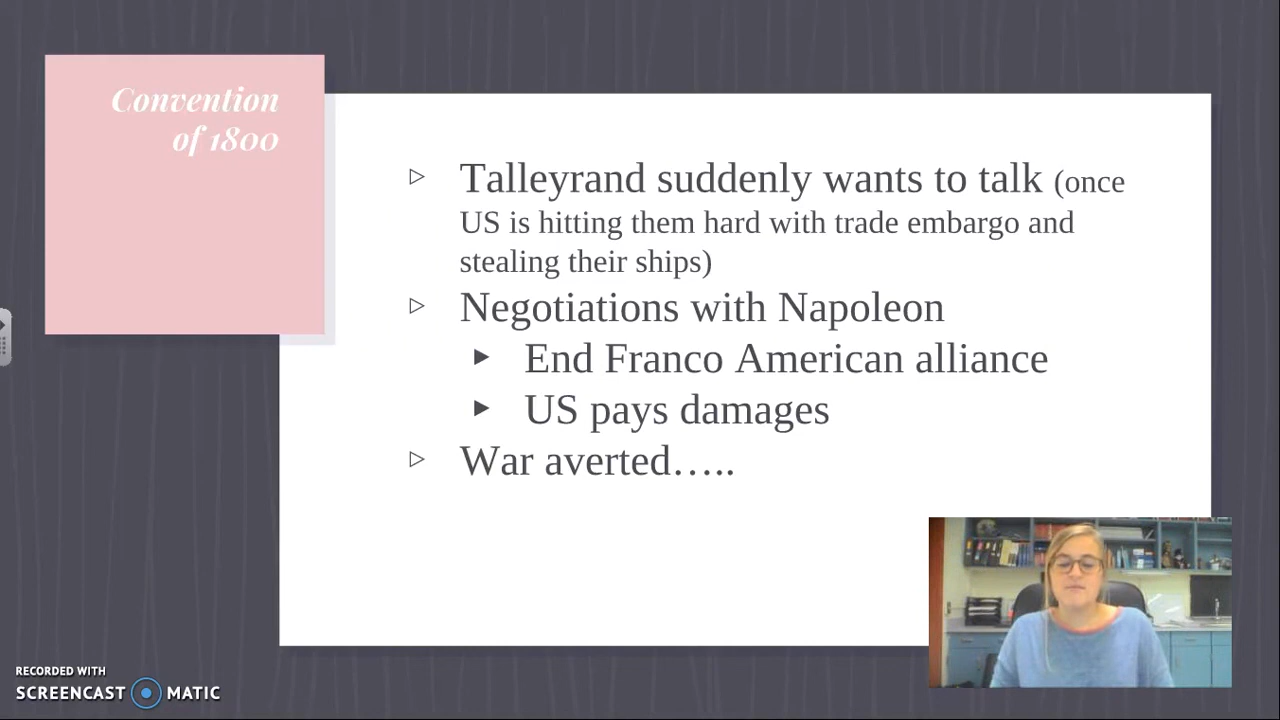 Convention
of 1800
▷ Talleyrand suddenly wants to talk (once
US is hitting them hard with trade embargo and
stealing their ships)
▷ Negotiations with Napoleon
▶ End Franco American alliance
▶ US pays damages
▷ War averted…..
RECORDED WITH
SCREENCAST MATIC